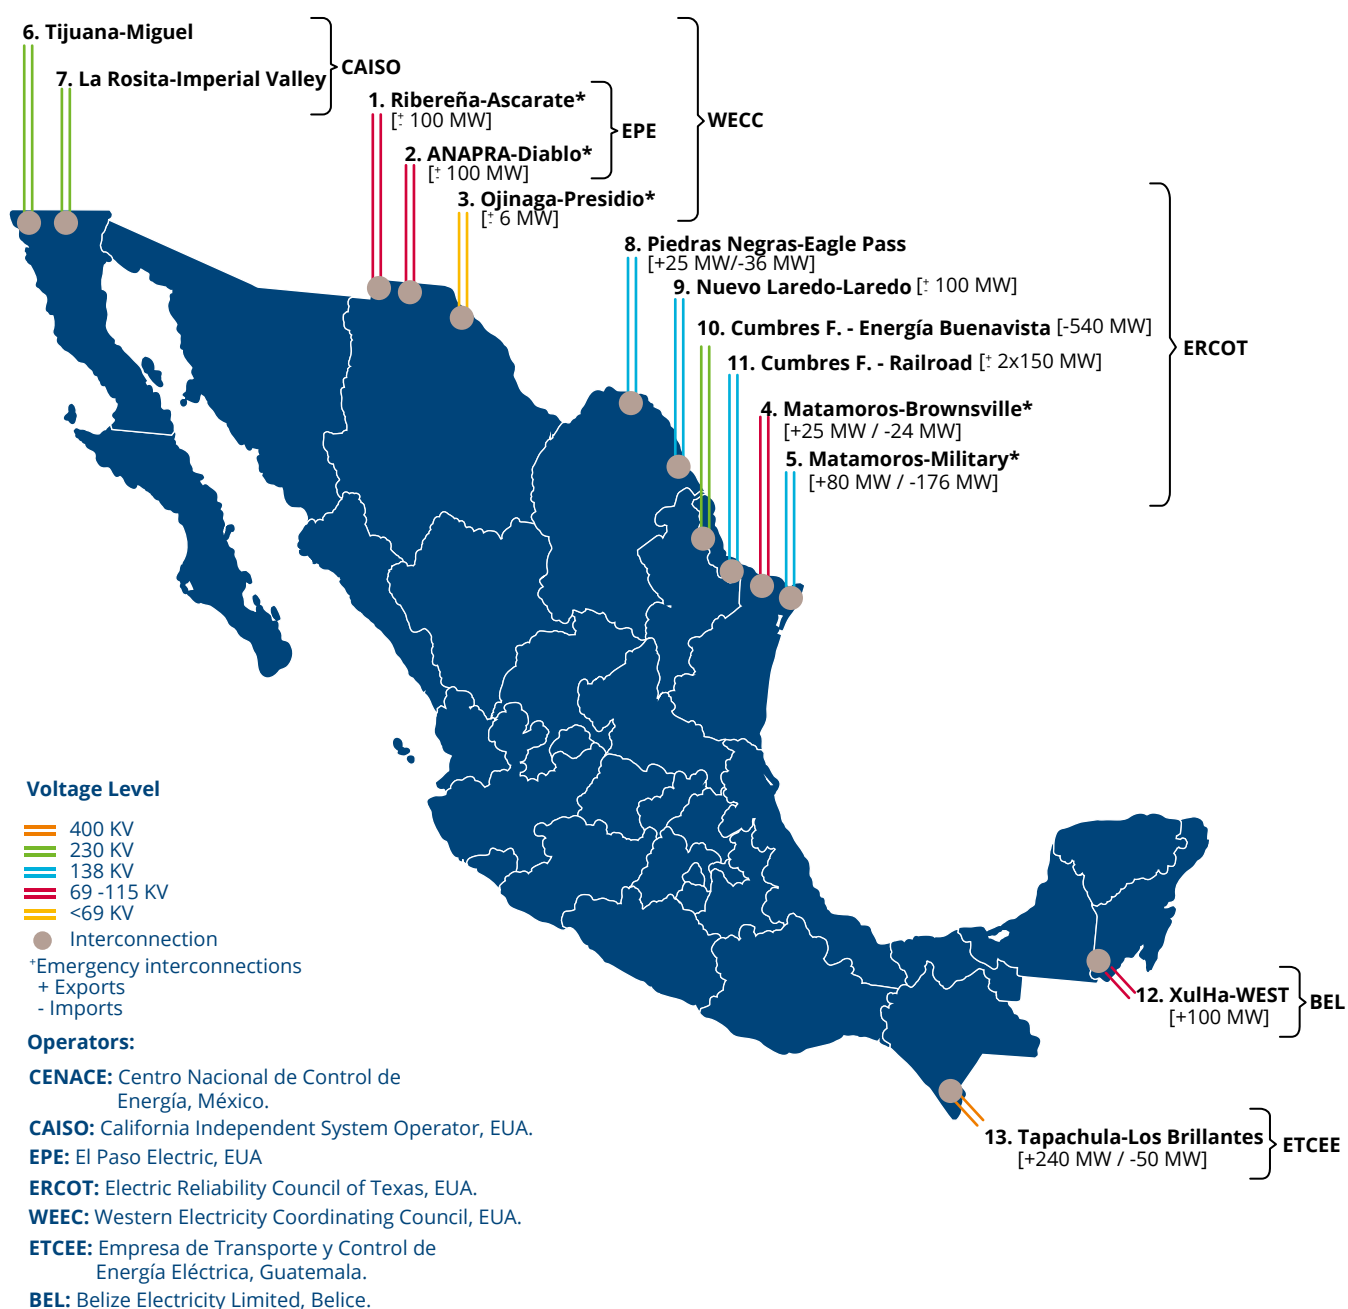 6. Tijuana-Miguel
7. La Rosita-Imperial Valley
CAISO
1. Ribereña-Ascarate*
[± 100 MW]
2. ANAPRA-Diablo*
[± 100 MW]
EPE
3. Ojinaga-Presidio*
[± 6 MW]
WECC
8. Piedras Negras-Eagle Pass
[+25 MW/-36 MW]
9. Nuevo Laredo-Laredo [± 100 MW]
10. Cumbres F. - Energía Buenavista [-540 MW]
11. Cumbres F. - Railroad [± 2x150 MW]
4. Matamoros-Brownsville*
[+25 MW / -24 MW]
5. Matamoros-Military*
[+80 MW / -176 MW]
ERCOT
12. XulHa-WEST
[+100 MW]
BEL
13. Tapachula-Los Brillantes
[+240 MW / -50 MW]
ETCEE
Voltage Level
400 KV
230 KV
138 KV
69 -115 KV
<69 KV
Interconnection
+Emergency interconnections
+ Exports
- Imports
Operators:
CENACE: Centro Nacional de Control de
Energía, México.
CAISO: California Independent System Operator, EUA.
EPE: El Paso Electric, EUA
ERCOT: Electric Reliability Council of Texas, EUA.
WEEC: Western Electricity Coordinating Council, EUA.
ETCEE: Empresa de Transporte y Control de
Energía Eléctrica, Guatemala.
BEL: Belize Electricity Limited, Belice.